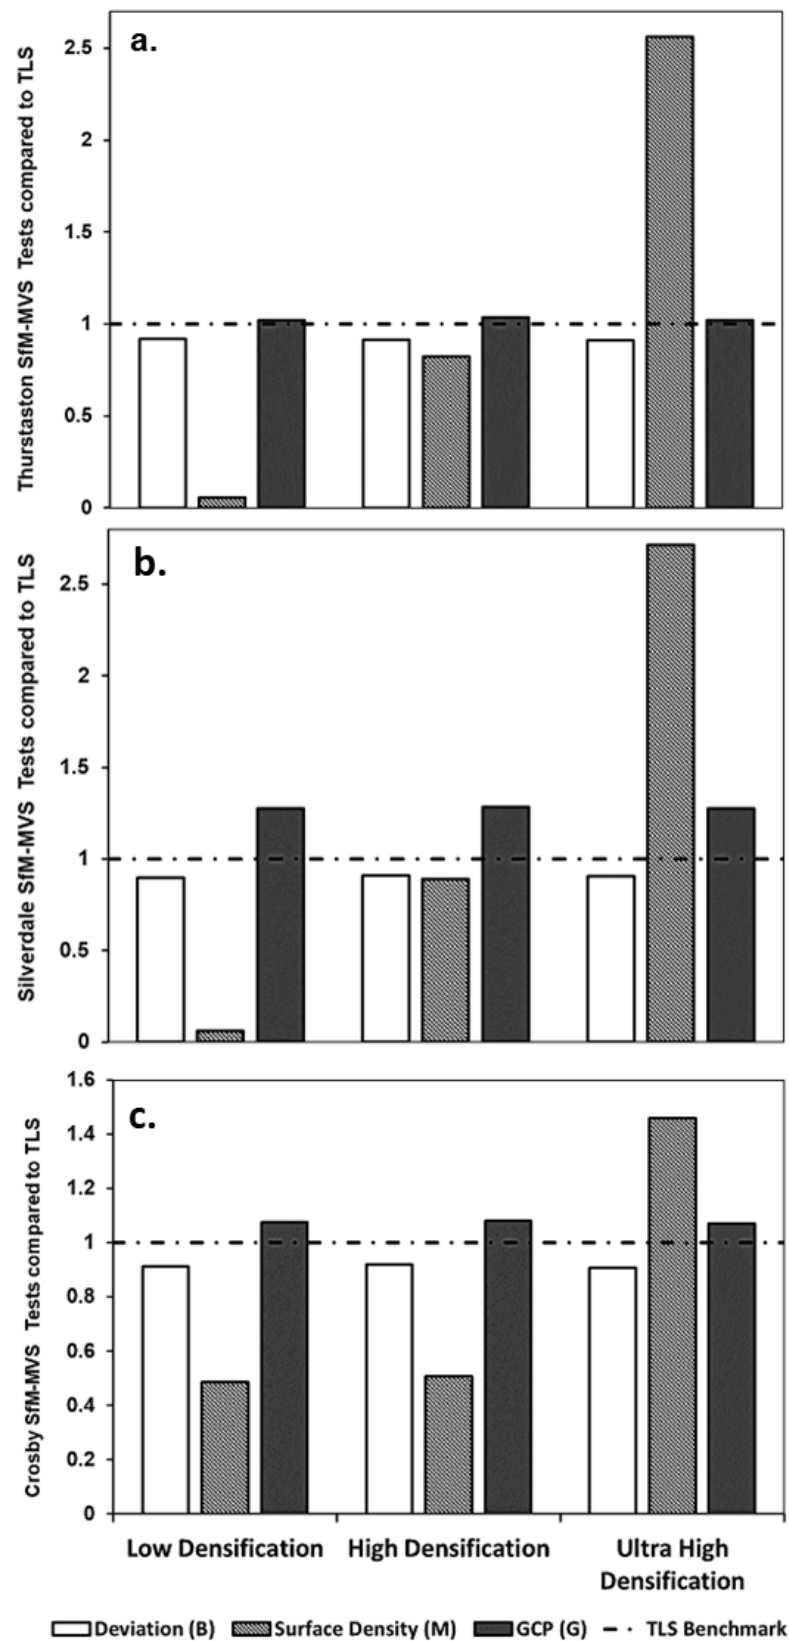 a.
Thurstaston SfM-MVS Tests compared to TLS
2.5
2
1.5
1
0.5
0
b.
Silverdale SfM-MVS Tests compared to TLS
2.5
2
1.5
1
0.5
0
c.
Crosby SfM-MVS Tests compared to TLS
1.6
1.4
1.2
1
0.8
0.6
0.4
0.2
0
Low Densification High Densification Ultra High
Densification
Deviation (B) Surface Density (M) GCP (G) TLS Benchmark